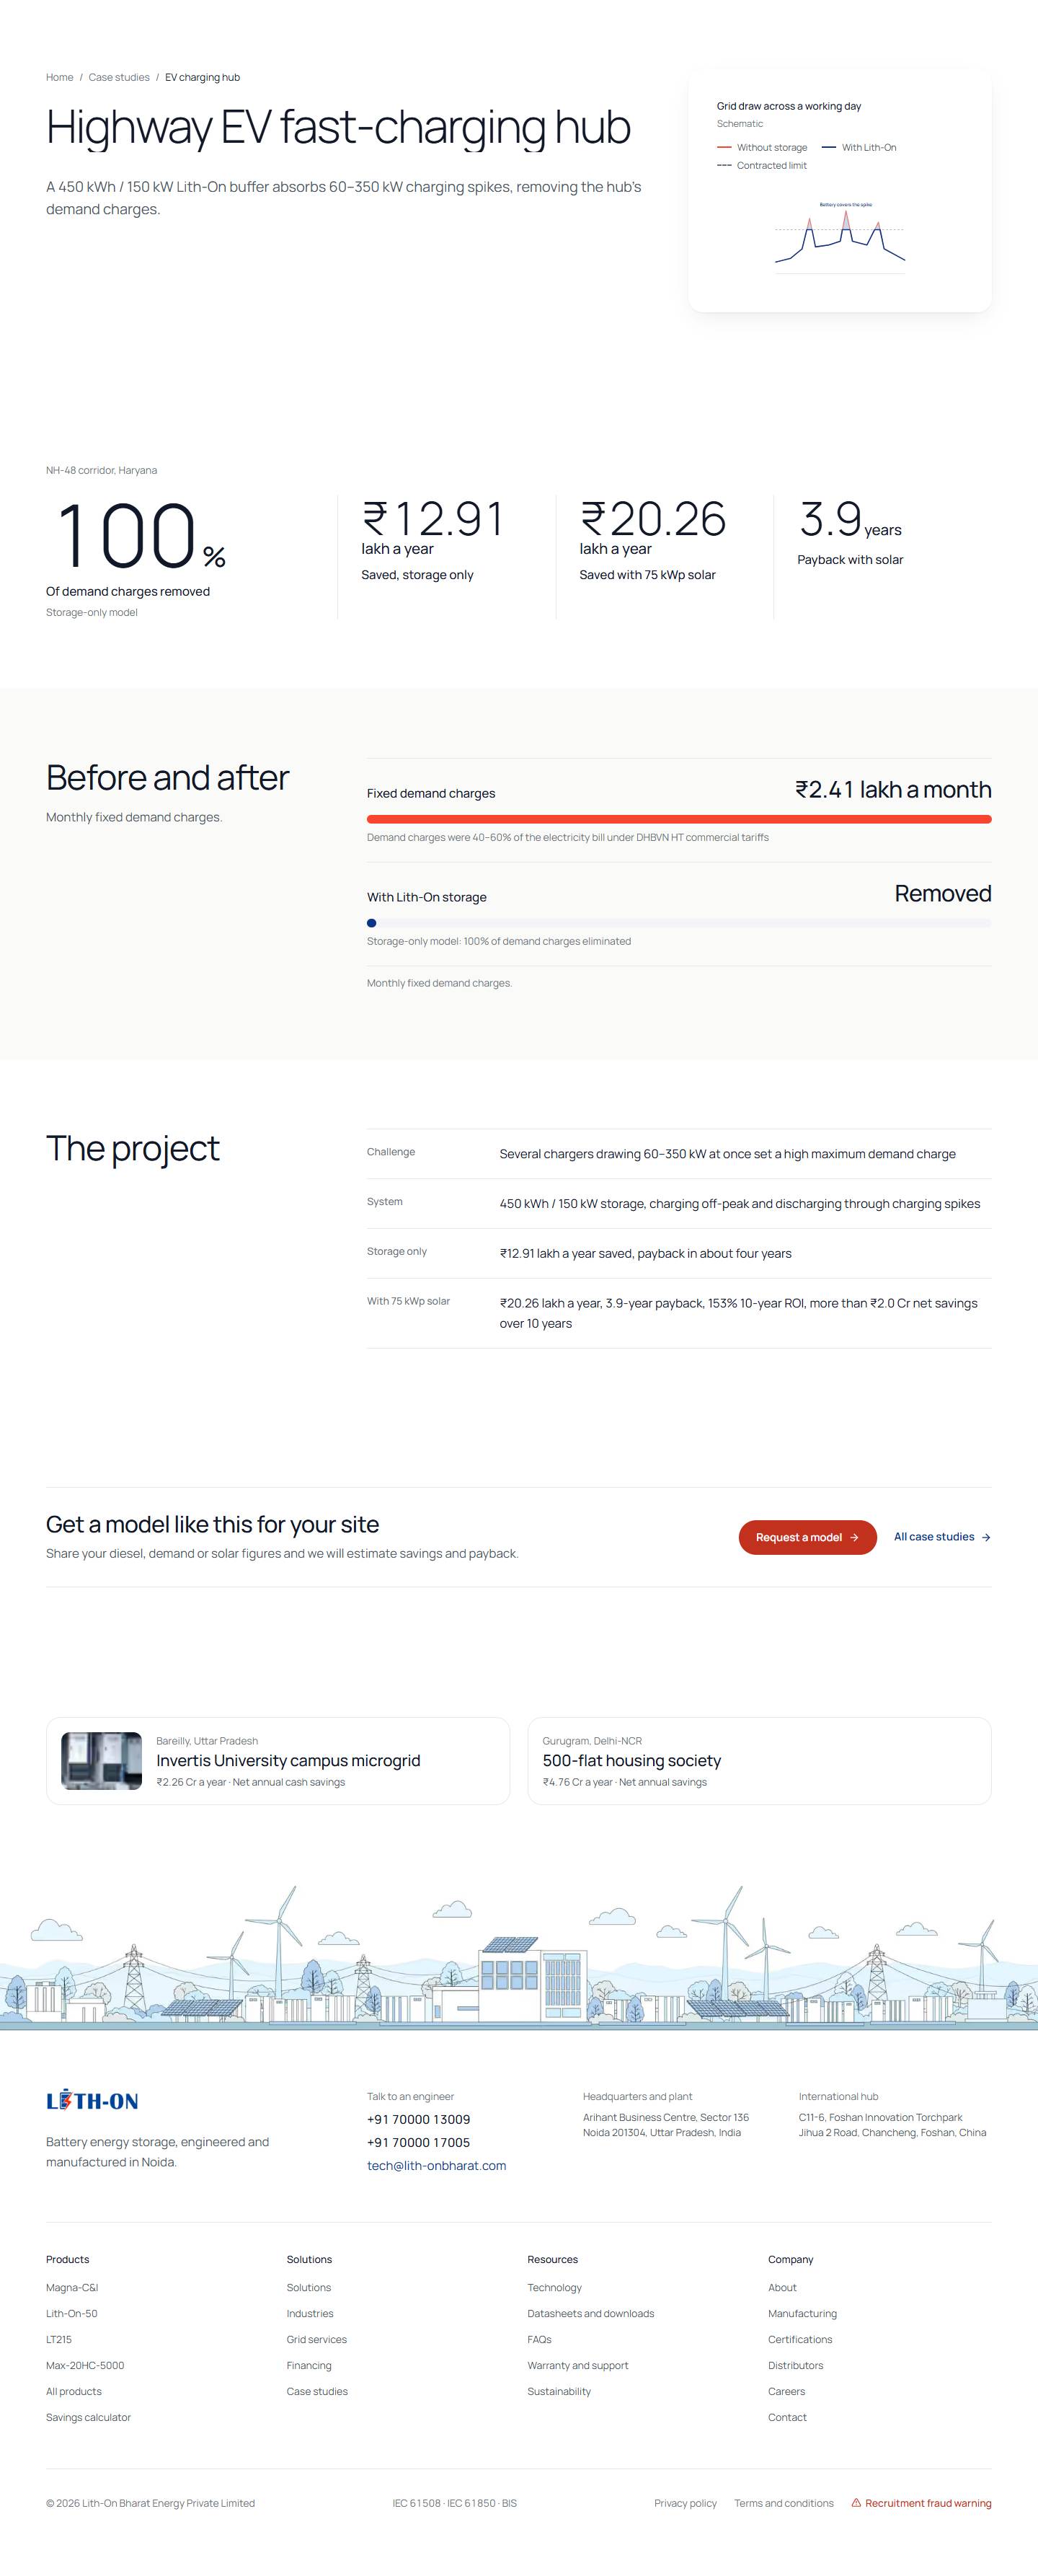 Home / Case studies / EV charging hub
Highway EV fast-charging hub
A 450 kWh / 150 kW Lith-On buffer absorbs 60–350 kW charging spikes, removing the hub's
demand charges.
Grid draw across a working day
Schematic
Without storage
With Lith-On
Contracted limit
Battery covers the spike
NH-48 corridor, Haryana
100%
Of demand charges removed
Storage-only model
₹12.91
lakh a year
Saved, storage only
₹20.26
lakh a year
Saved with 75 kWp solar
3.9 years
Payback with solar
Before and after
Monthly fixed demand charges.
Fixed demand charges
₹2.41 lakh a month
Demand charges were 40–60% of the electricity bill under DHBVN HT commercial tariffs
With Lith-On storage
Removed
Storage-only model: 100% of demand charges eliminated
Monthly fixed demand charges.
The project
Challenge
Several chargers drawing 60–350 kW at once set a high maximum demand charge
System
450 kWh / 150 kW storage, charging off-peak and discharging through charging spikes
Storage only
₹12.91 lakh a year saved, payback in about four years
With 75 kWp solar
₹20.26 lakh a year, 3.9-year payback, 153% 10-year ROI, more than ₹2.0 Cr net savings
over 10 years
Get a model like this for your site
Share your diesel, demand or solar figures and we will estimate savings and payback.
Request a model →
All case studies →
Bareilly, Uttar Pradesh
Invertis University campus microgrid
₹2.26 Cr a year · Net annual cash savings
Gurugram, Delhi-NCR
500-flat housing society
₹4.76 Cr a year · Net annual savings
LITH-ON
Battery energy storage, engineered and
manufactured in Noida.
Talk to an engineer
+91 70000 13009
+91 70000 17005
tech@lith-onbharat.com
Headquarters and plant
Arihant Business Centre, Sector 136
Noida 201304, Uttar Pradesh, India
International hub
C11-6, Foshan Innovation Torchpark
Jihua 2 Road, Chancheng, Foshan, China
Products
Magna-C&I
Lith-On-50
LT215
Max-20HC-5000
All products
Savings calculator
Solutions
Solutions
Industries
Grid services
Financing
Case studies
Resources
Technology
Datasheets and downloads
FAQs
Warranty and support
Sustainability
Company
About
Manufacturing
Certifications
Distributors
Careers
Contact
© 2026 Lith-On Bharat Energy Private Limited
IEC 61508 · IEC 61850 · BIS
Privacy policy
Terms and conditions
Recruitment fraud warning